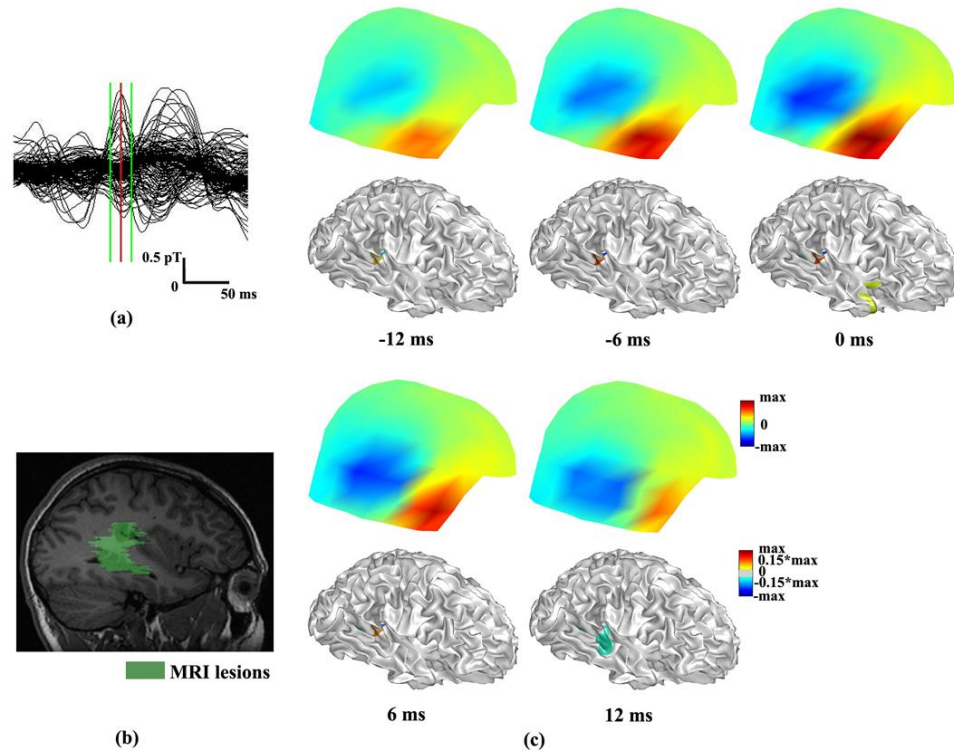 0.5 pT
0
50 ms
(a)
-12 ms
-6 ms
0 ms
max
0
-max
max
0.15*max
0
-0.15*max
-max
MRI lesions
6 ms
12 ms
(b)
(c)